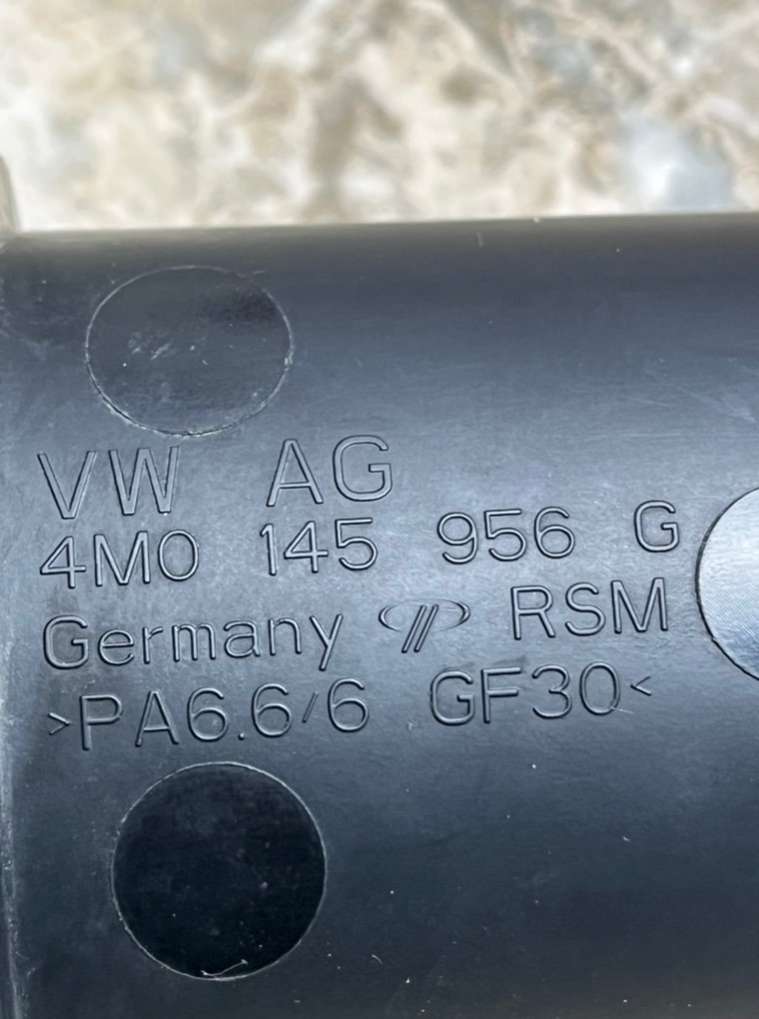 VW AG
4M0 145 956 G
Germany RSM
>PA6.6/6 GF30<